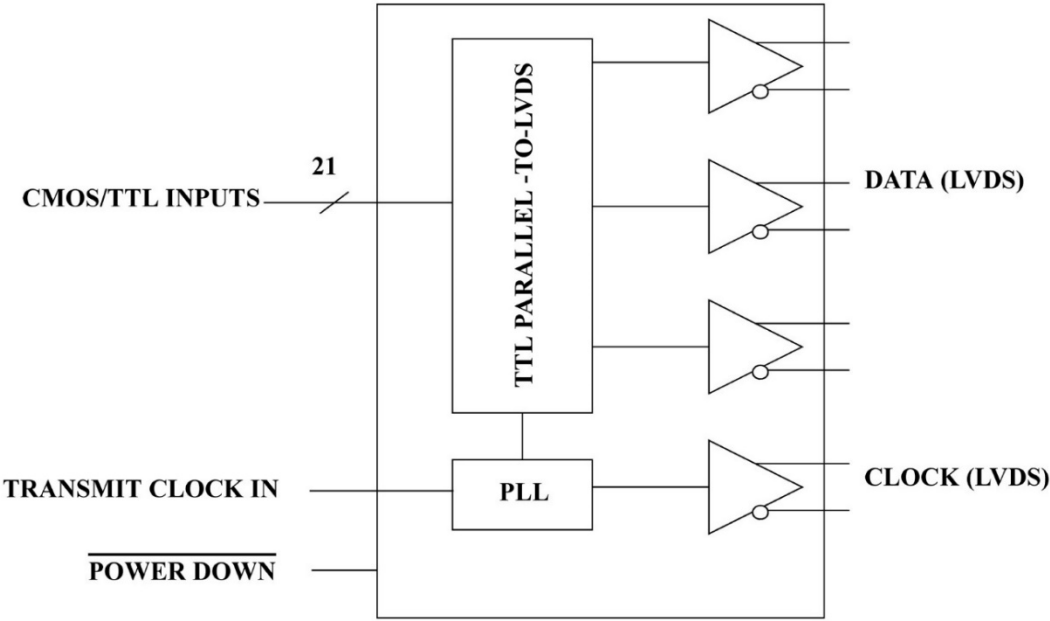 21
CMOS/TTL INPUTS
TTL PARALLEL -TO-LVDS
DATA (LVDS)
TRANSMIT CLOCK IN
PLL
CLOCK (LVDS)
POWER DOWN